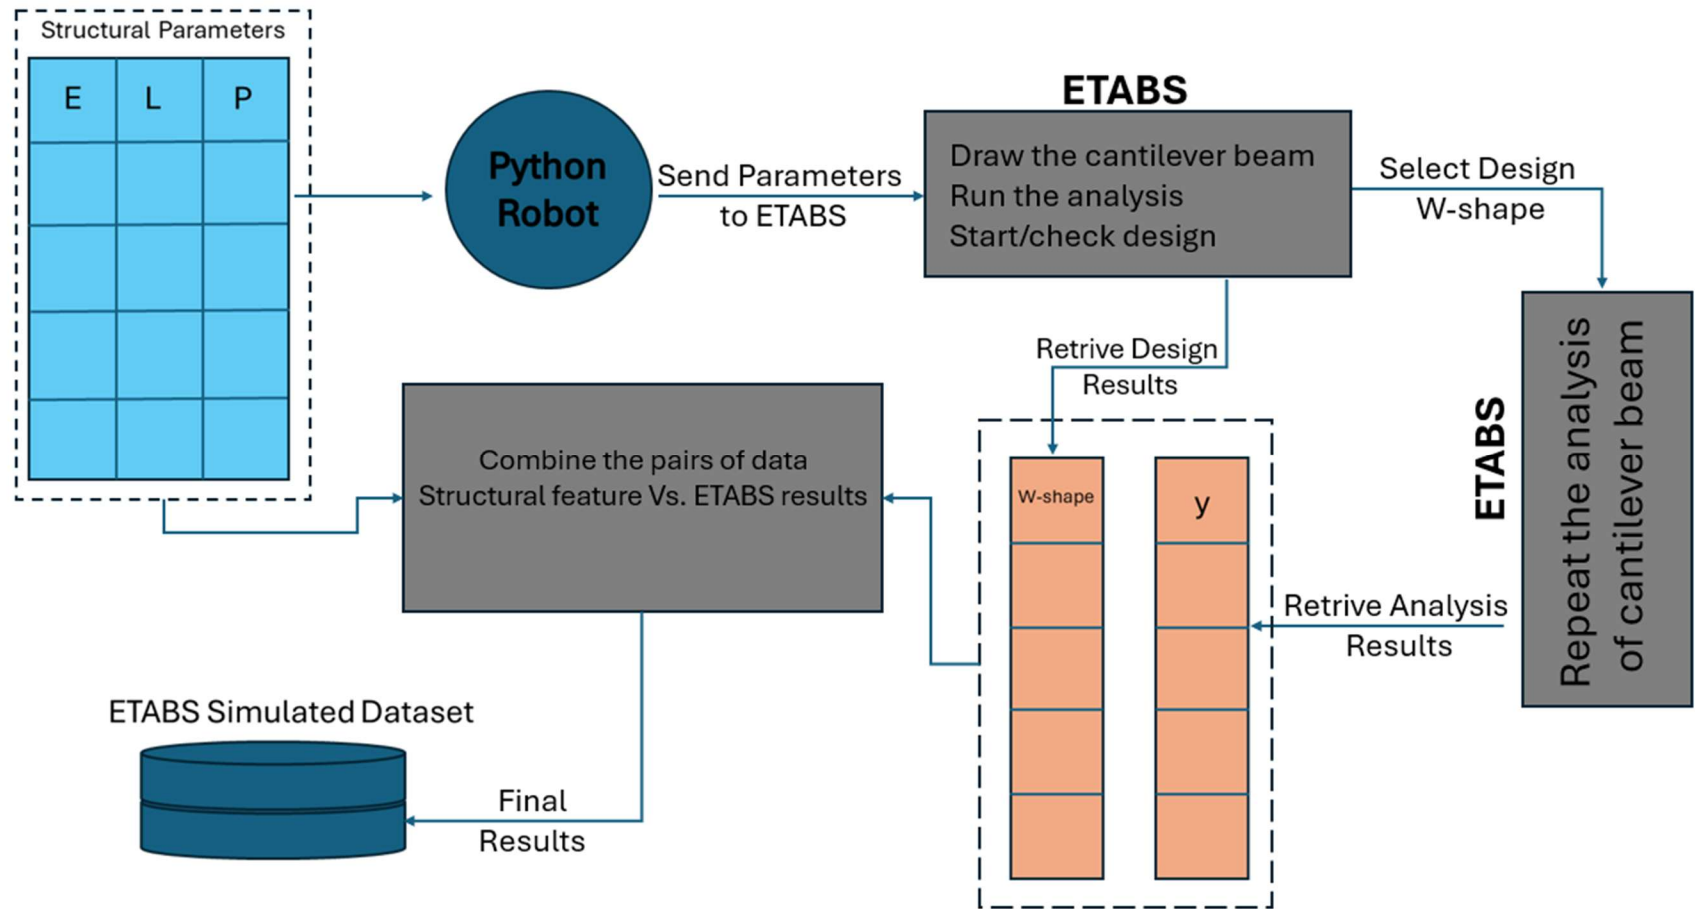 Structural Parameters
E L P
Python
Robot
Send Parameters
to ETABS
ETABS
Draw the cantilever beam
Run the analysis
Start/check design
Select Design
W-shape
Retrive Design
Results
ETABS
Repeat the analysis
of cantilever beam
Combine the pairs of data
Structural feature Vs. ETABS results
W-shape
y
Retrive Analysis
Results
ETABS Simulated Dataset
Final
Results